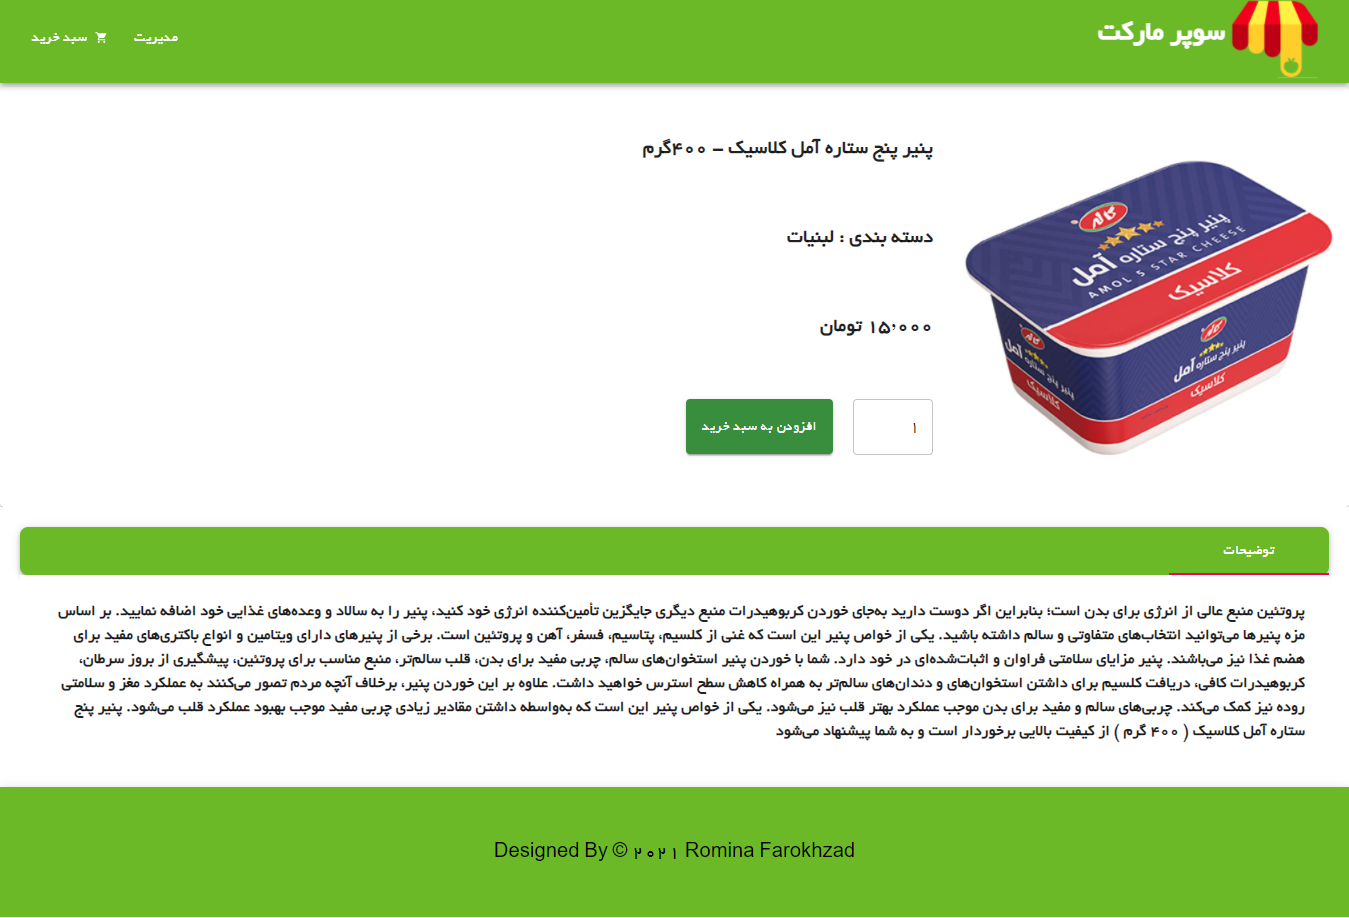 سوپر مارکت
مدیریت
سبد خرید
پنیر پنج ستاره آمل کلاسیک – ۴۰۰گرم
دسته بندی : لبنیات
۱۵,۰۰۰ تومان
۱
افزودن به سبد خرید
کاله
پنیر پنج ستاره آمل
AMOL 5 STAR CHEESE
کلاسیک
کاله
پنیر پنج ستاره آمل
کلاسیک
کاله
پنیر پنج ستاره آمل
کلاسیک
توضیحات
پروتئین منبع عالی از انرژی برای بدن است؛ بنابراین اگر دوست دارید به‌جای خوردن کربوهیدرات منبع دیگری جایگزین تأمین‌کننده انرژی خود کنید، پنیر را به سالاد و وعده‌های غذایی خود اضافه نمایید. بر اساس
مزه پنیرها می‌توانید انتخاب‌های متفاوتی و سالم داشته باشید. یکی از خواص پنیر این است که غنی از کلسیم، پتاسیم، فسفر، آهن و پروتئین است. برخی از پنیرهای دارای ویتامین و انواع باکتری‌های مفید برای
هضم غذا نیز می‌باشند. پنیر مزایای سلامتی فراوان و اثبات‌شده‌ای در خود دارد. شما با خوردن پنیر استخوان‌های سالم، چربی مفید برای بدن، قلب سالم‌تر، منبع مناسب برای پروتئین، پیشگیری از بروز سرطان،
کربوهیدرات کافی، دریافت کلسیم برای داشتن استخوان‌های و دندان‌های سالم‌تر به همراه کاهش سطح استرس خواهید داشت. علاوه بر این خوردن پنیر، برخلاف آنچه مردم تصور می‌کنند به عملکرد مغز و سلامتی
روده نیز کمک می‌کند. چربی‌های سالم و مفید برای بدن موجب عملکرد بهتر قلب نیز می‌شود. یکی از خواص پنیر این است که به‌واسطه داشتن مقادیر زیادی چربی مفید موجب بهبود عملکرد قلب می‌شود. پنیر پنج
ستاره آمل کلاسیک ( ۴۰۰ گرم ) از کیفیت بالایی برخوردار است و به شما پیشنهاد می‌شود
Designed By © ۲۰۲۱ Romina Farokhzad